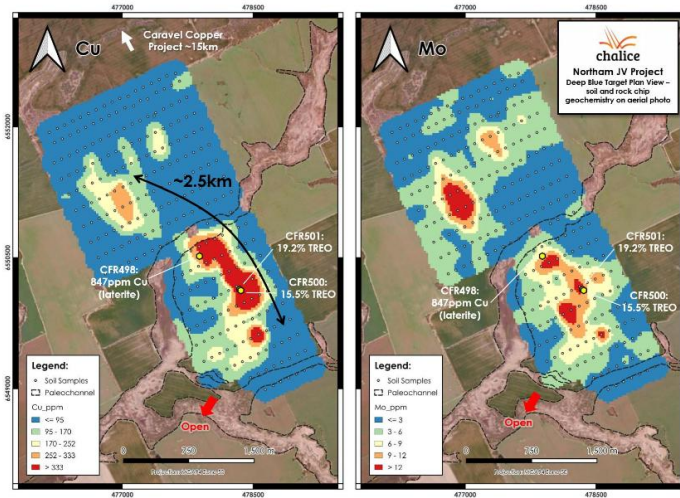 477000
478500
Caravel Copper
Project ~15km
Cu
6552000
~2.5km
CFR501:
19.2% TREO
6550500
CFR498:
847ppm Cu
(laterite)
CFR500:
15.5% TREO
Legend:
Soil Samples
Paleochannel
Cu_ppm
<= 95
95 - 170
170 - 252
252 - 333
> 333
6549000
Open
0
750
1,500 m
477000
478500
477000
478500
Mo
chalice
Northam JV Project
Deep Blue Target Plan View –
soil and rock chip
geochemistry on aerial photo
CFR501:
19.2% TREO
CFR498:
847ppm Cu
(laterite)
CFR500:
15.5% TREO
Legend:
Soil Samples
Paleochannel
Mo_ppm
<= 3
3 - 6
6 - 9
9 - 12
> 12
Open
0
750
1,500 m
477000
478500